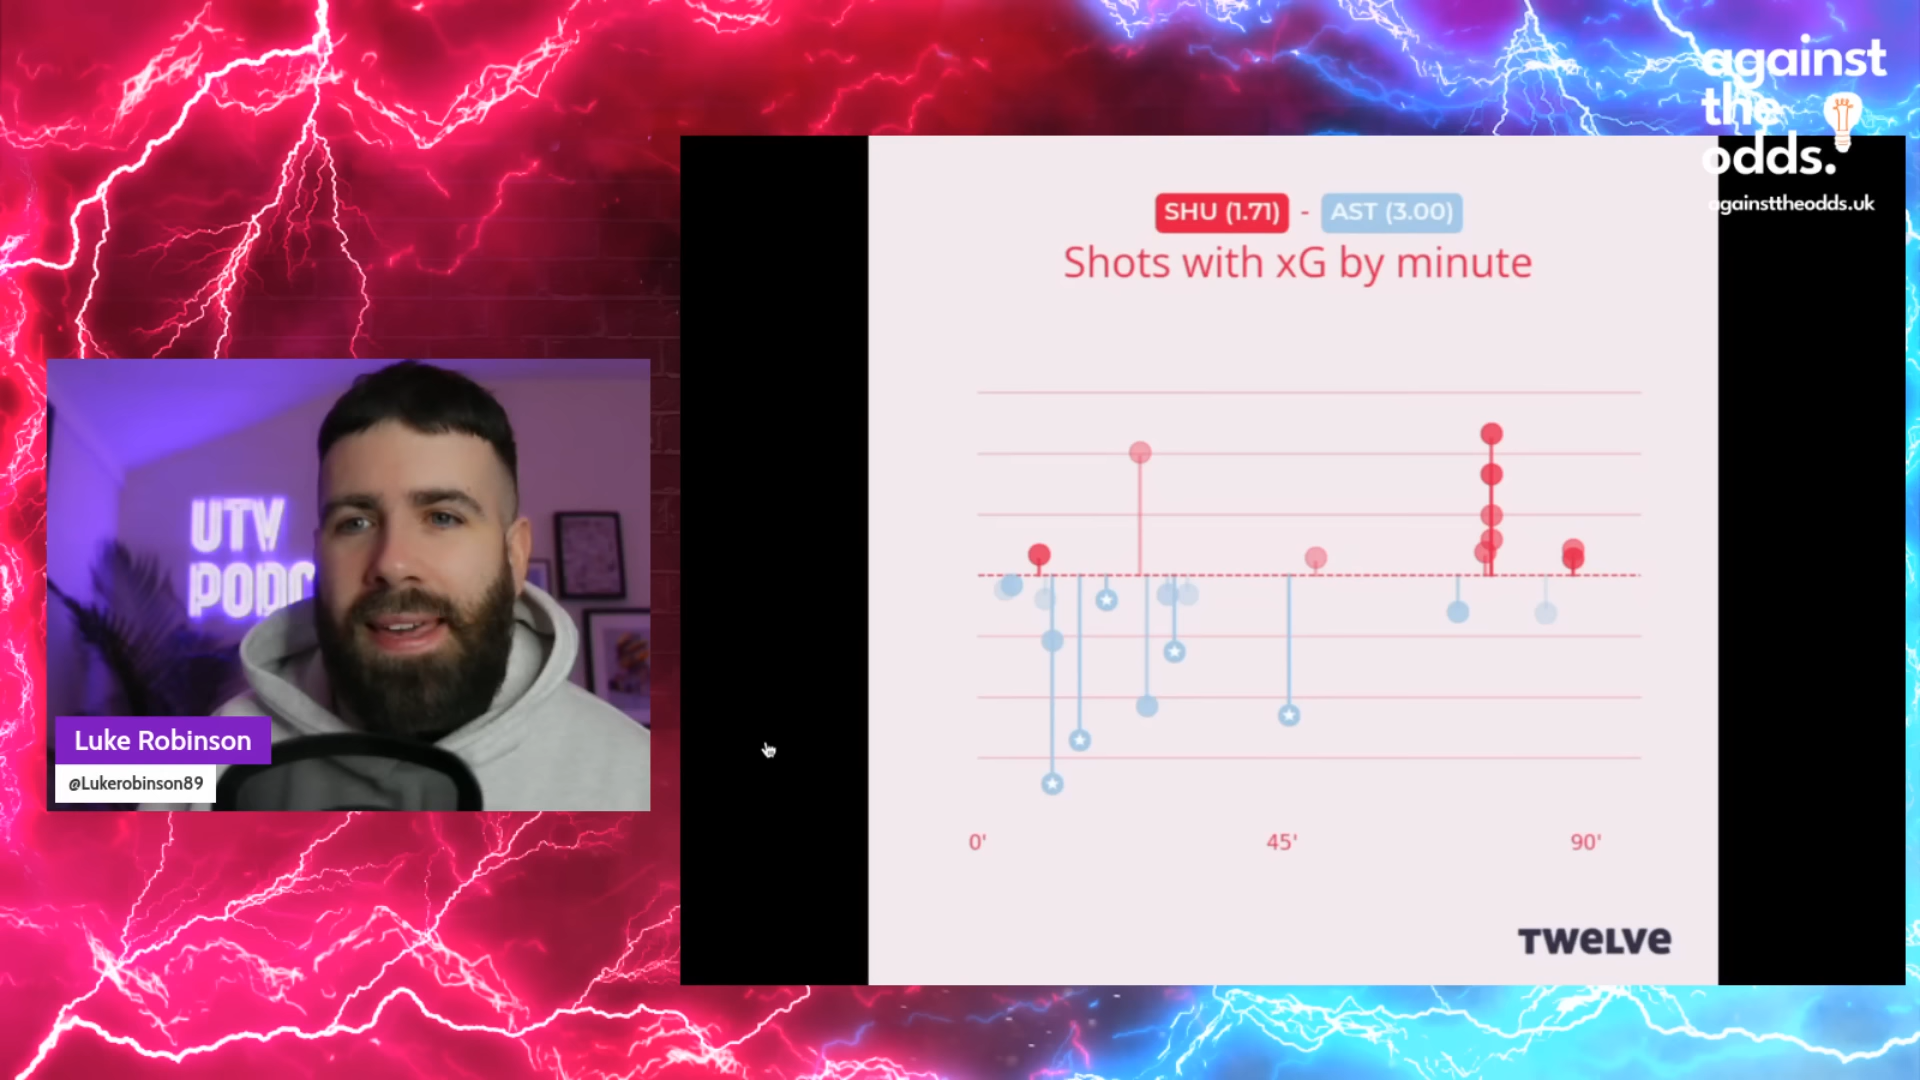 against
the
odds.
againsttheodds.uk
SHU (1.71) - AST (3.00)
Shots with xG by minute
UTV
Luke Robinson
@Lukerobinson89
0' 45' 90'
TWELVE